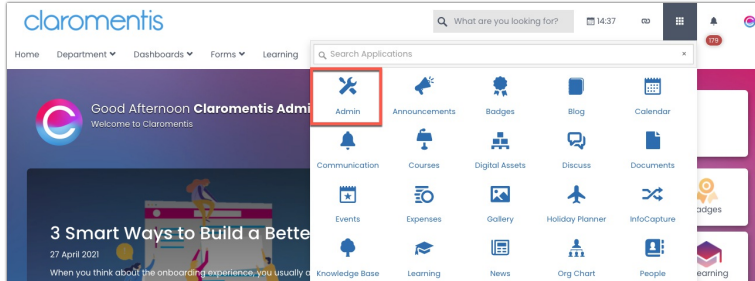 claromentis
What are you looking for?
14:37
179
Home Department Dashboards Forms Learning
Search Applications
×
Good Afternoon Claromentis Admi
Welcome to Claromentis
Admin Announcements Badges Blog Calendar
Communication Courses Digital Assets Discuss Documents
Events Expenses Gallery Holiday Planner InfoCapture
adges
3 Smart Ways to Build a Bette
27 April 2021
When you think about the onboarding experience, you usually o
Knowledge Base Learning News Org Chart People
earning